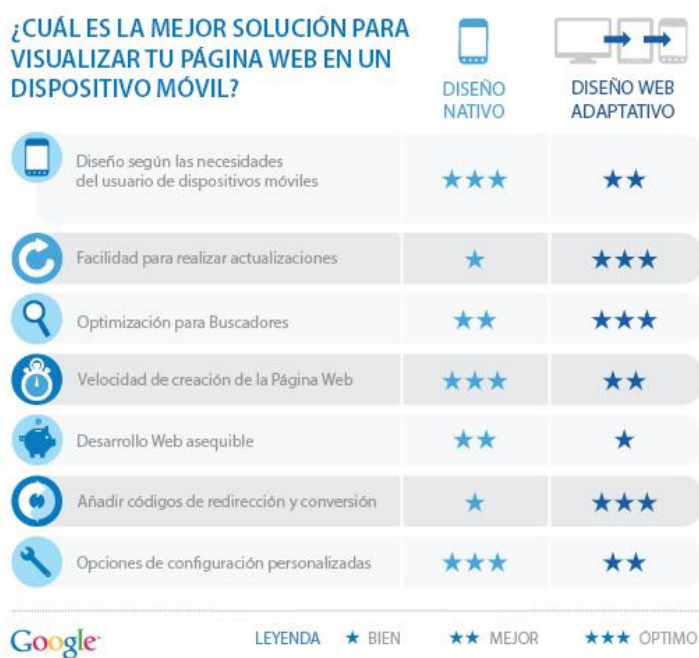 ¿CUÁL ES LA MEJOR SOLUCIÓN PARA
VISUALIZAR TU PÁGINA WEB EN UN
DISPOSITIVO MÓVIL?
DISEÑO
NATIVO
DISEÑO WEB
ADAPTATIVO
Diseño según las necesidades
del usuario de dispositivos móviles
Facilidad para realizar actualizaciones
Optimización para Buscadores
Velocidad de creación de la Página Web
Desarrollo Web asequible
Añadir códigos de redirección y conversión
Opciones de configuración personalizadas
Google
LEYENDA ★ BIEN ★★ MEJOR ★★★ ÓPTIMO